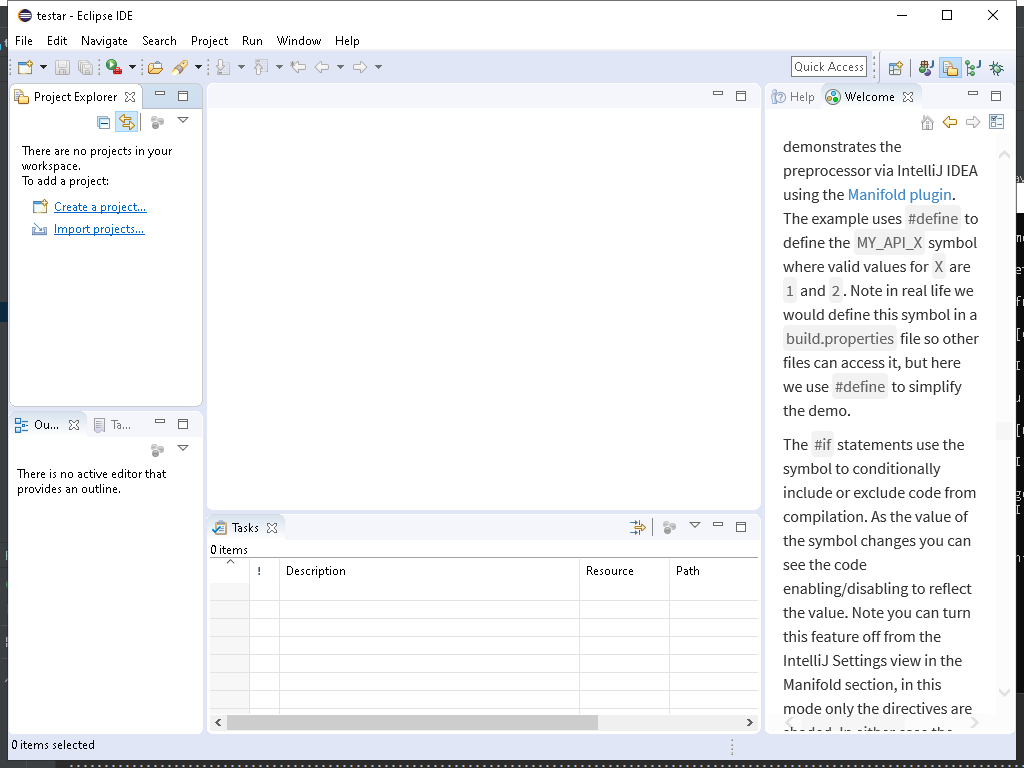 testar - Eclipse IDE
File Edit Navigate Search Project Run Window Help
Quick Access
Project Explorer
There are no projects in your
workspace.
To add a project:
Create a project...
Import projects...
Ou... Ta...
There is no active editor that
provides an outline.
Tasks
0 items
! Description Resource Path
Help Welcome
demonstrates the
preprocessor via IntelliJ IDEA
using the Manifold plugin.
The example uses #define to
define the MY_API_X symbol
where valid values for X are
1 and 2. Note in real life we
would define this symbol in a
build.properties file so other
files can access it, but here
we use #define to simplify
the demo.
The #if statements use the
symbol to conditionally
include or exclude code from
compilation. As the value of
the symbol changes you can
see the code
enabling/disabling to reflect
the value. Note you can turn
this feature off from the
IntelliJ Settings view in the
Manifold section, in this
mode only the directives are
shaded. In either case the
0 items selected